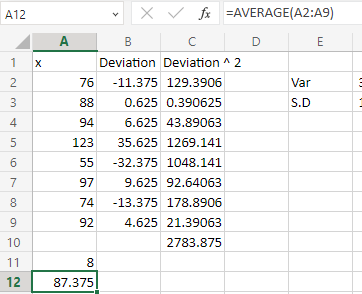 A12 fx =AVERAGE(A2:A9)
A B C D E
1 x Deviation Deviation ^ 2
2 76 -11.375 129.3906 Var
3 88 0.625 0.390625 S.D
4 94 6.625 43.89063
5 123 35.625 1269.141
6 55 -32.375 1048.141
7 97 9.625 92.64063
8 74 -13.375 178.8906
9 92 4.625 21.39063
10 2783.875
11 8
12 87.375